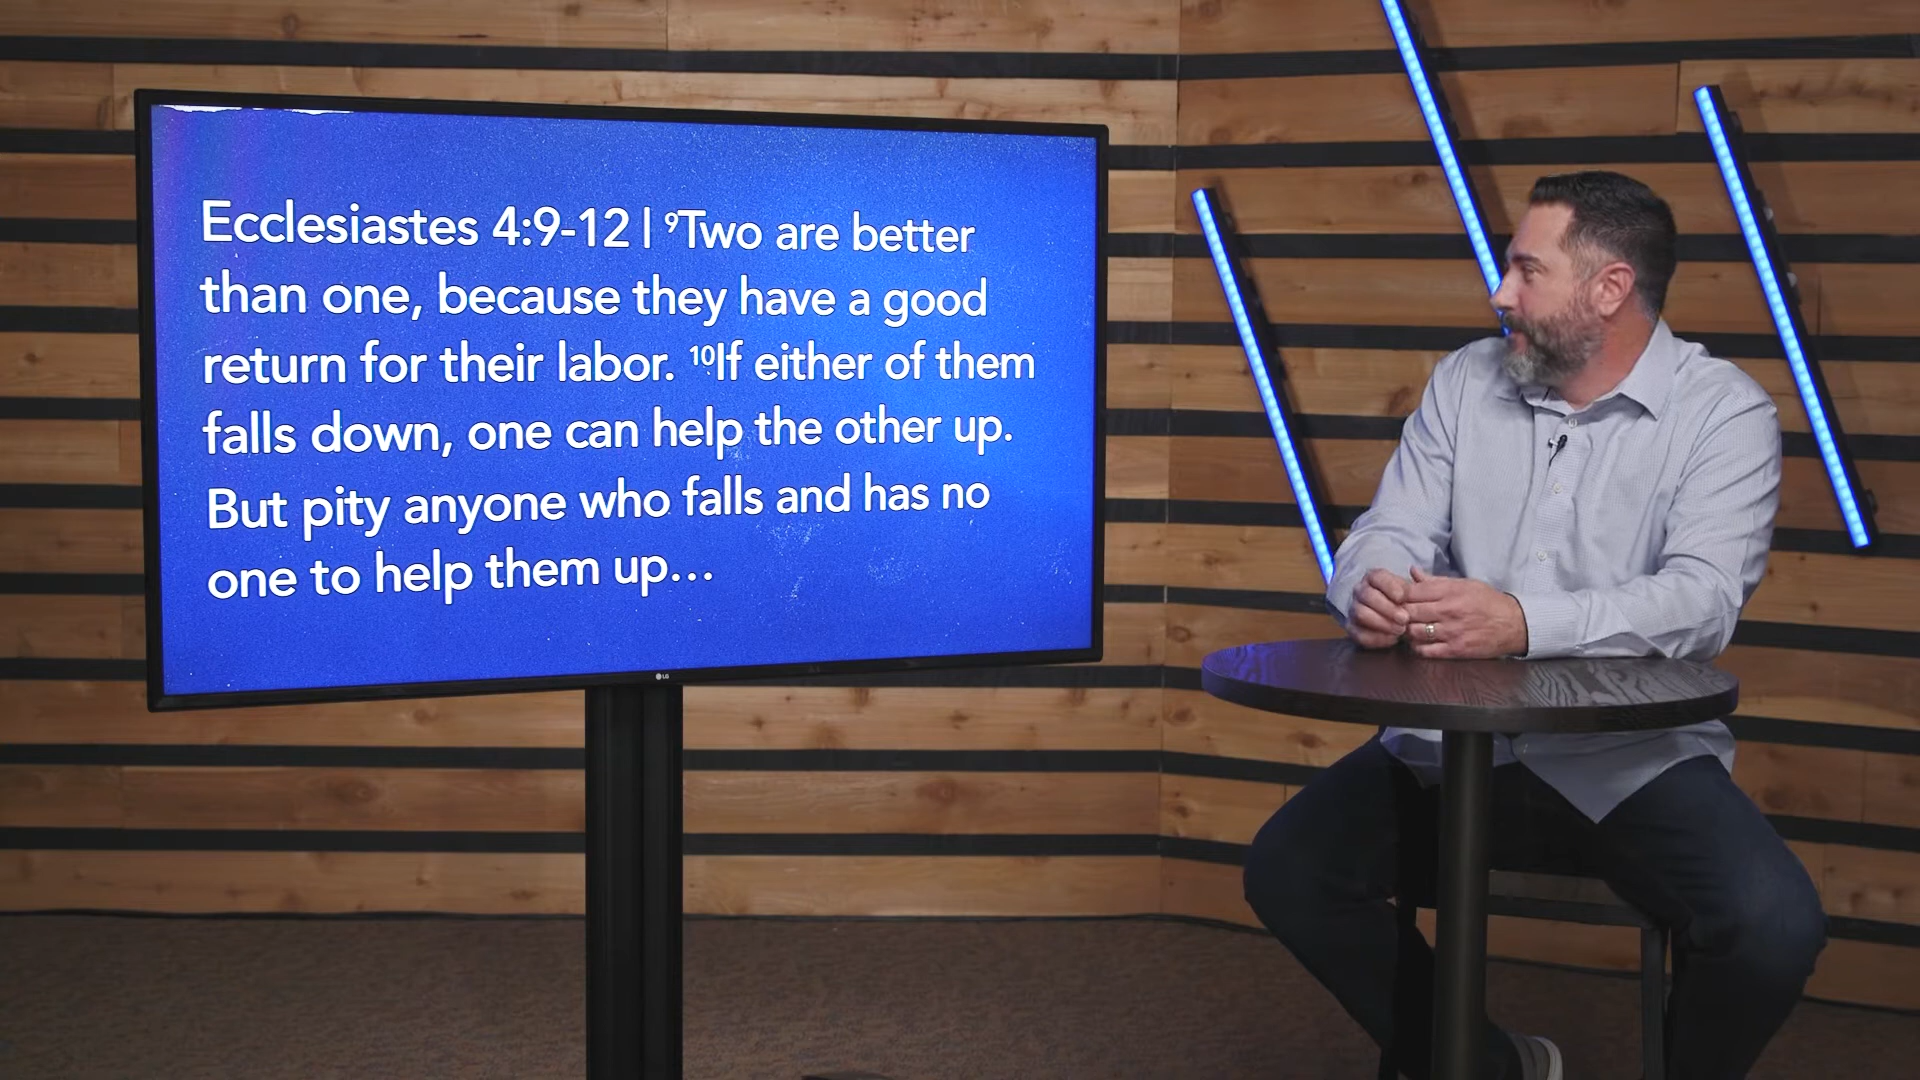 Ecclesiastes 4:9-12 | ⁹Two are better
than one, because they have a good
return for their labor. ¹⁰If either of them
falls down, one can help the other up.
But pity anyone who falls and has no
one to help them up…
LG